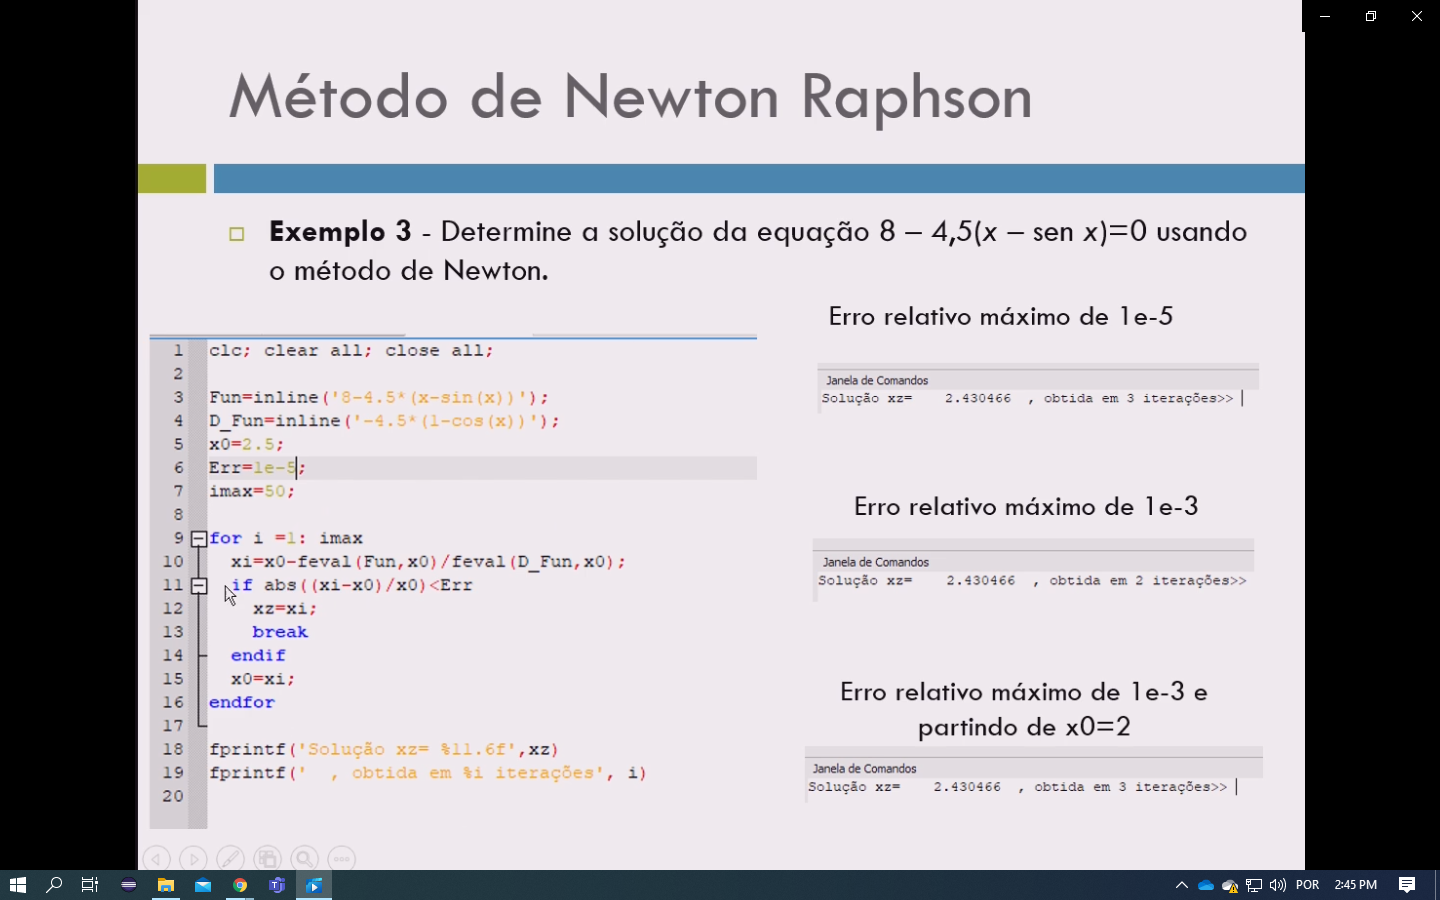 Método de Newton Raphson
Exemplo 3 - Determine a solução da equação 8 – 4,5(x – sen x)=0 usando
o método de Newton.
1 clc; clear all; close all;
2
3 Fun=inline('8-4.5*(x-sin(x))');
4 D_Fun=inline('-4.5*(1-cos(x))');
5 x0=2.5;
6 Err=1e-5;
7 imax=50;
8
9 for i =1: imax
10 xi=x0-feval(Fun,x0)/feval(D_Fun,x0);
11 if abs((xi-x0)/x0)<Err
12 xz=xi;
13 break
14 endif
15 x0=xi;
16 endfor
17
18 fprintf('Solução xz= %11.6f',xz)
19 fprintf('  , obtida em %i iterações', i)
20
Erro relativo máximo de 1e-5
Janela de Comandos
Solução xz=    2.430466  , obtida em 3 iterações>>
Erro relativo máximo de 1e-3
Janela de Comandos
Solução xz=    2.430466  , obtida em 2 iterações>>
Erro relativo máximo de 1e-3 e
partindo de x0=2
Janela de Comandos
Solução xz=    2.430466  , obtida em 3 iterações>>
POR 2:45 PM